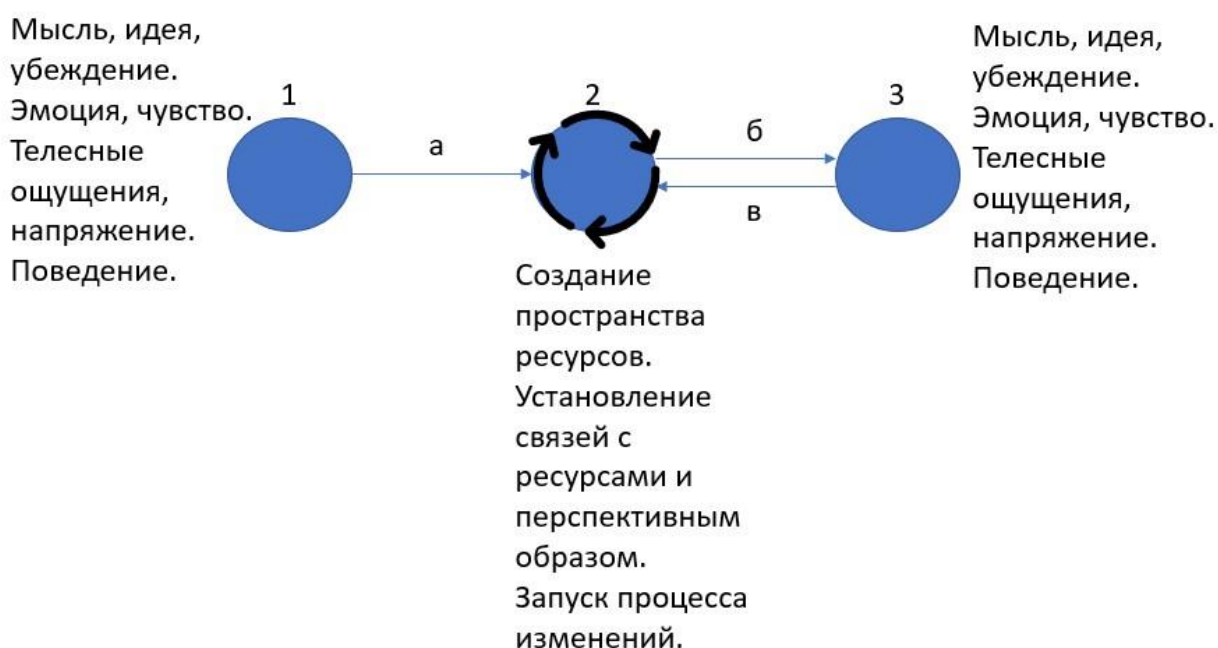 Мысль, идея,
убеждение.
Эмоция, чувство.
Телесные
ощущения,
напряжение.
Поведение.
1
а
2
Создание
пространства
ресурсов.
Установление
связей с
ресурсами и
перспективным
образом.
Запуск процесса
изменений.
б
в
3
Мысль, идея,
убеждение.
Эмоция, чувство.
Телесные
ощущения,
напряжение.
Поведение.